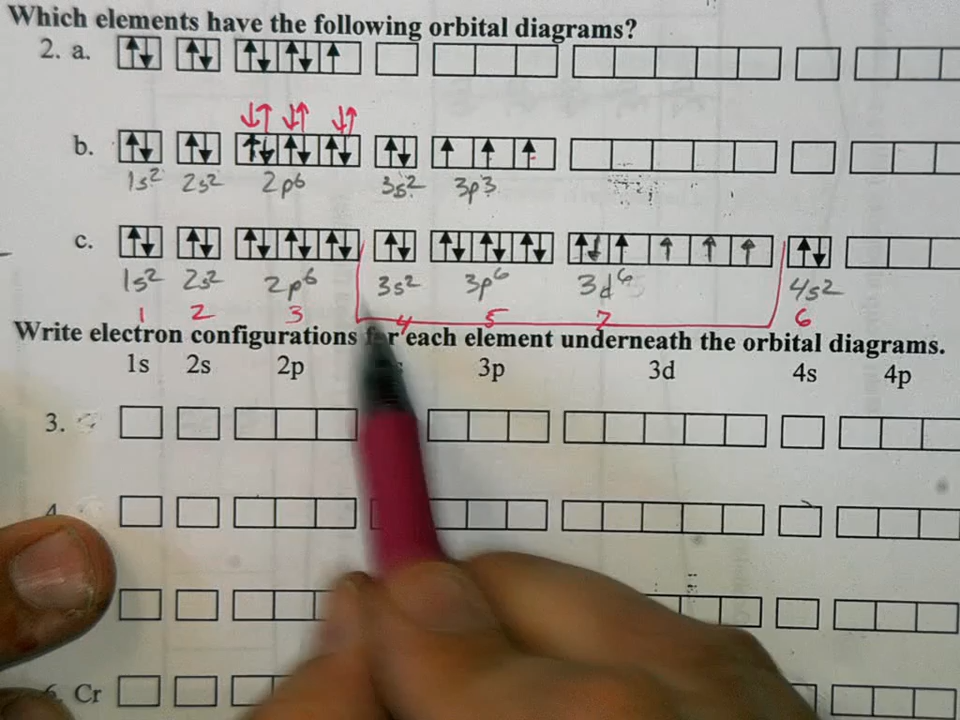 Which elements have the following orbital diagrams?
2. a.
b.
1s² 2s² 2p⁶ 3s² 3p³
c.
1s² 2s² 2p⁶ 3s² 3p⁶ 3d⁶ 4s²
1 2 3 4 5 7 6
Write electron configurations for each element underneath the orbital diagrams.
1s 2s 2p 3p 3d 4s 4p
3.
Cr